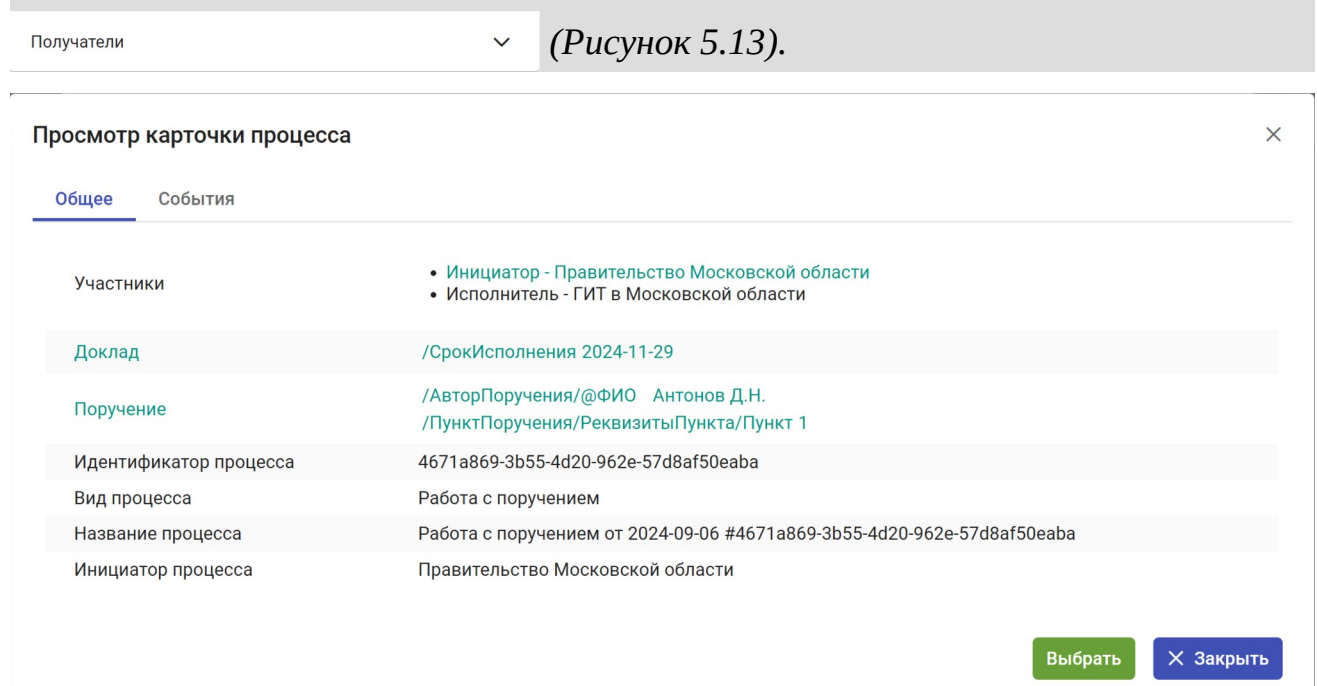 Получатели (Рисунок 5.13).
Просмотр карточки процесса
Общее События
Участники
• Инициатор - Правительство Московской области
• Исполнитель - ГИТ в Московской области
Доклад /СрокИсполнения 2024-11-29
Поручение
/АвторПоручения/@ФИО Антонов Д.Н.
/ПунктПоручения/РеквизитыПункта/Пункт 1
Идентификатор процесса 4671a869-3b55-4d20-962e-57d8af50eaba
Вид процесса Работа с поручением
Название процесса Работа с поручением от 2024-09-06 #4671a869-3b55-4d20-962e-57d8af50eaba
Инициатор процесса Правительство Московской области
Выбрать Закрыть